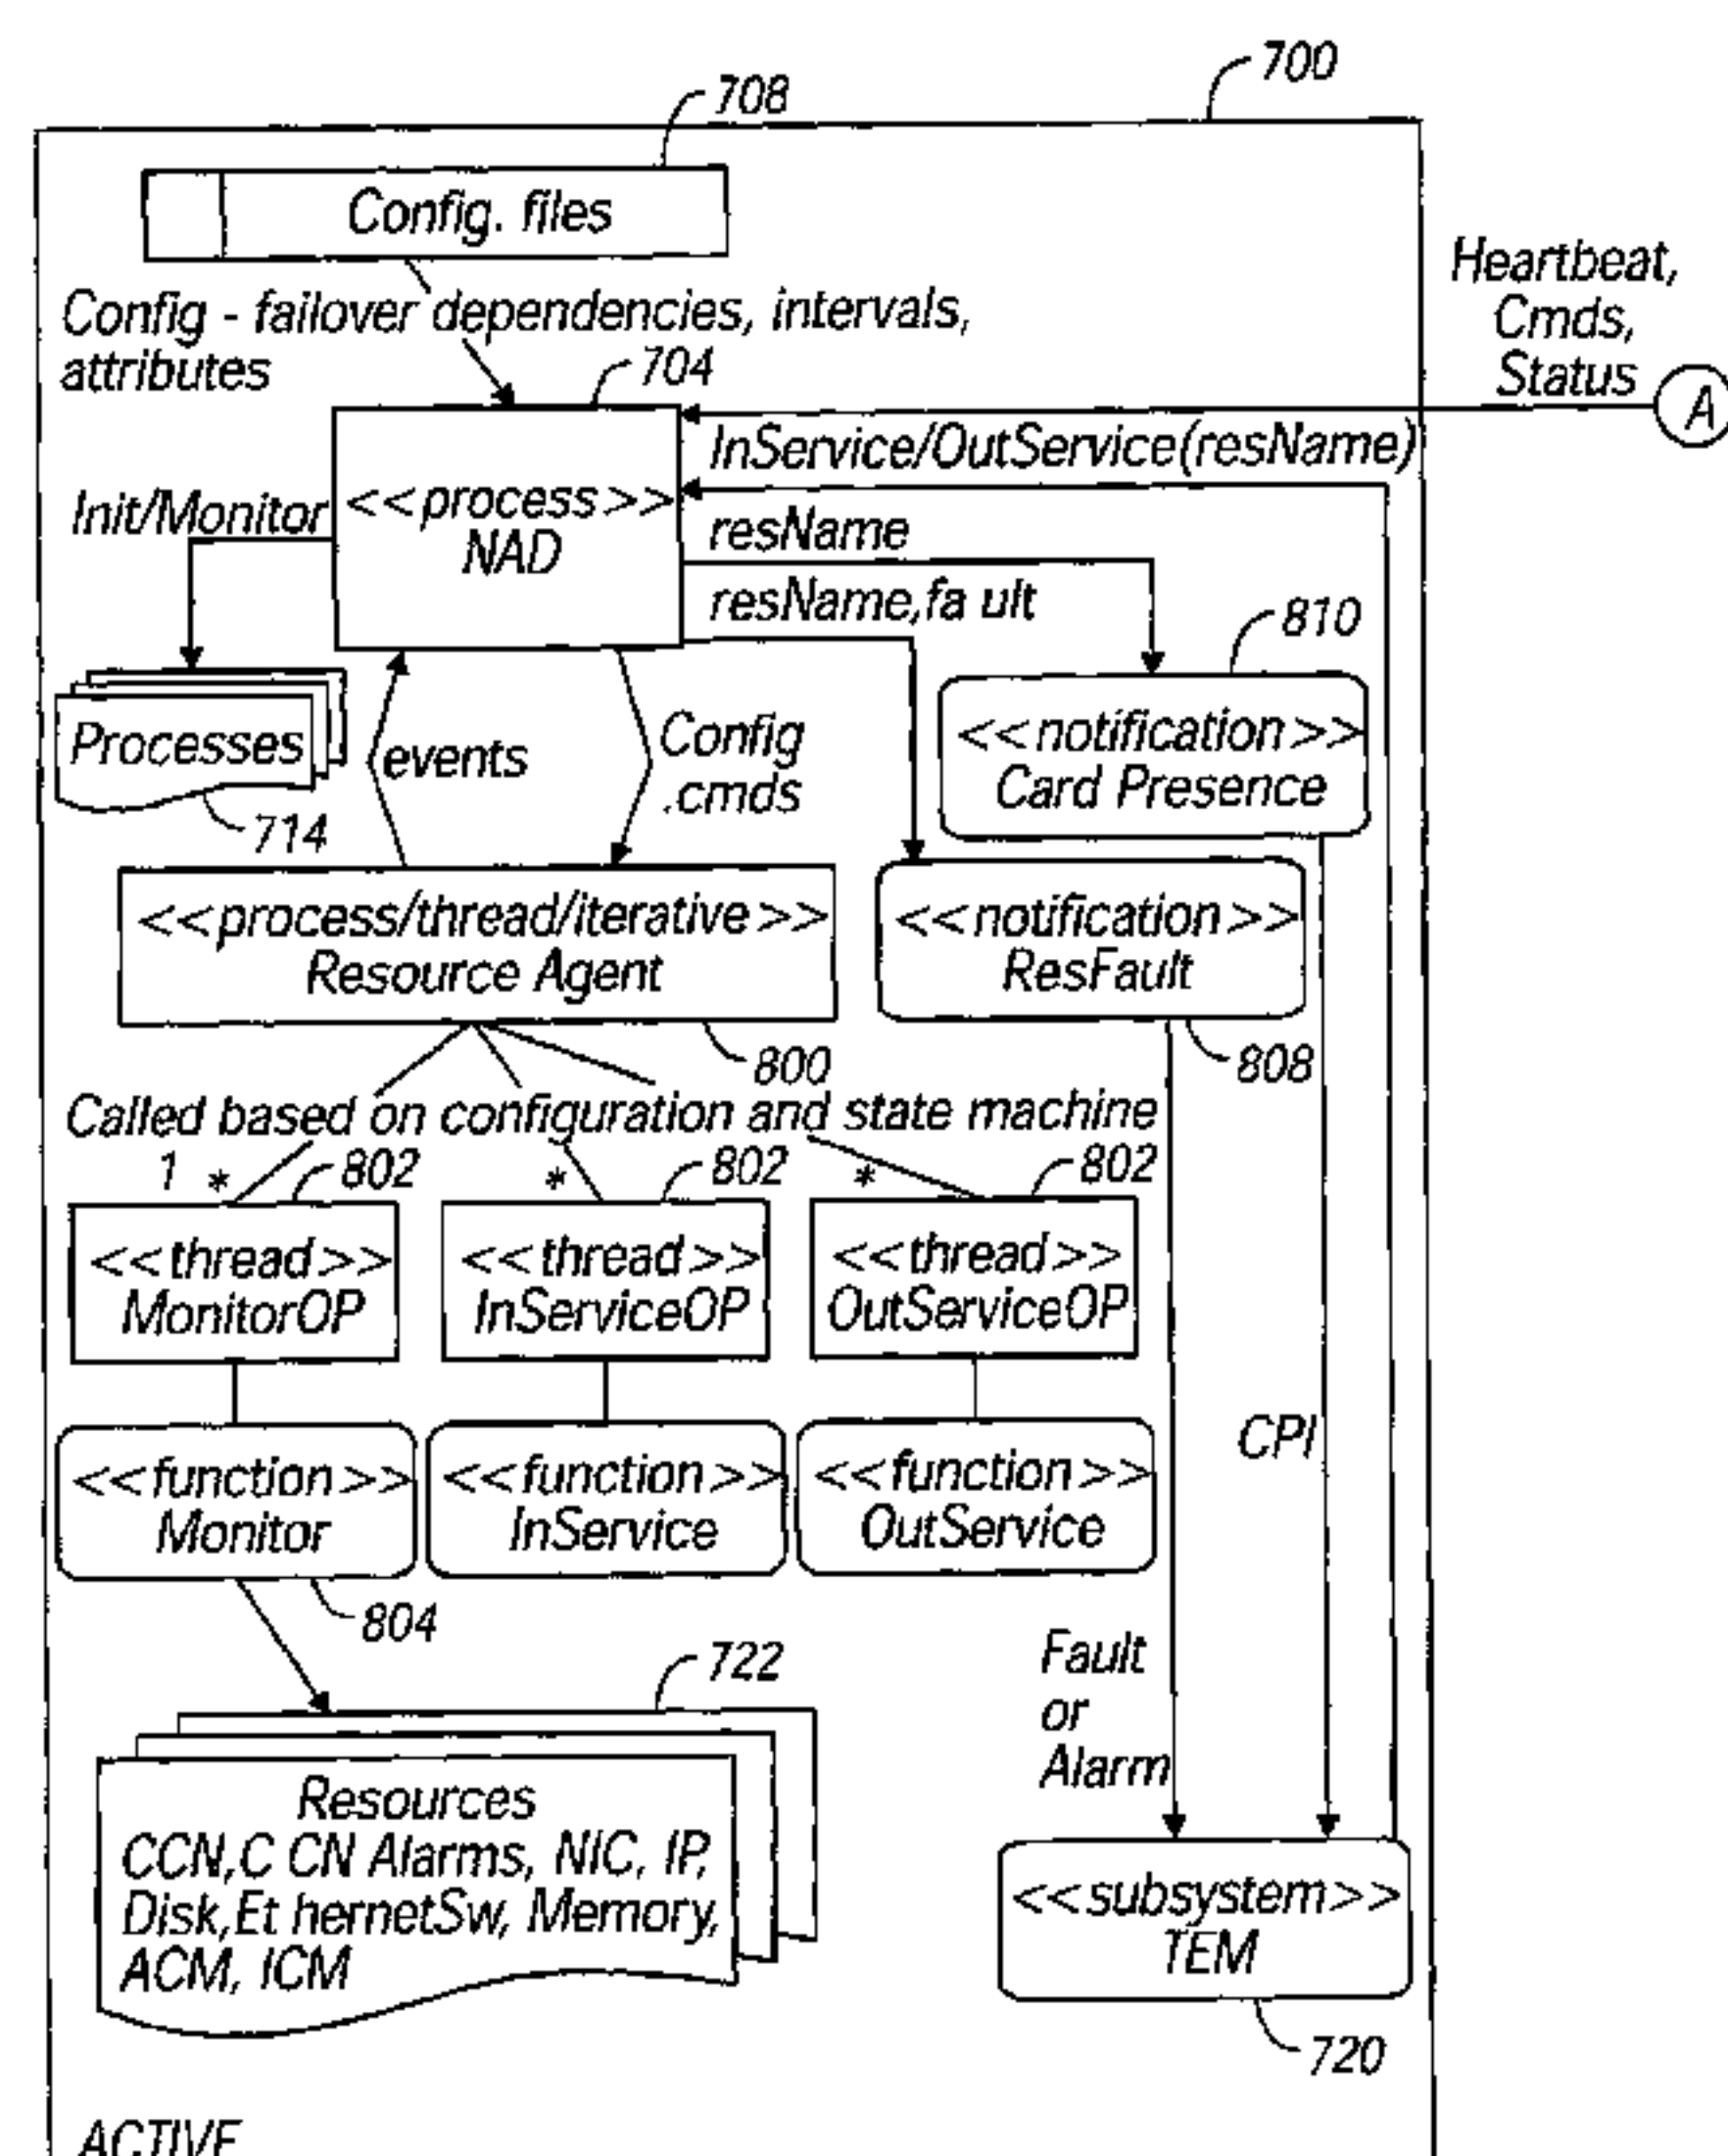 700
708
Config. files
Heartbeat,
Cmds,
Status
A
Config - failover dependencies, intervals,
attributes
704
InService/OutService(resName)
Init/Monitor
<<process>>
NAD
resName
resName,fa ult
810
Processes
714
events
Config
.cmds
<<notification>>
Card Presence
<<process/thread/iterative>>
Resource Agent
800
<<notification>>
ResFault
808
Called based on configuration and state machine
1 * 802 * 802 * 802
<<thread>>
MonitorOP
<<thread>>
InServiceOP
<<thread>>
OutServiceOP
<<function>>
Monitor
<<function>>
InService
<<function>>
OutService
CPI
804
722
Fault
or
Alarm
Resources
CCN,C CN Alarms, NIC, IP,
Disk,Et hernetSw, Memory,
ACM, ICM
<<subsystem>>
TEM
720
ACTIVE